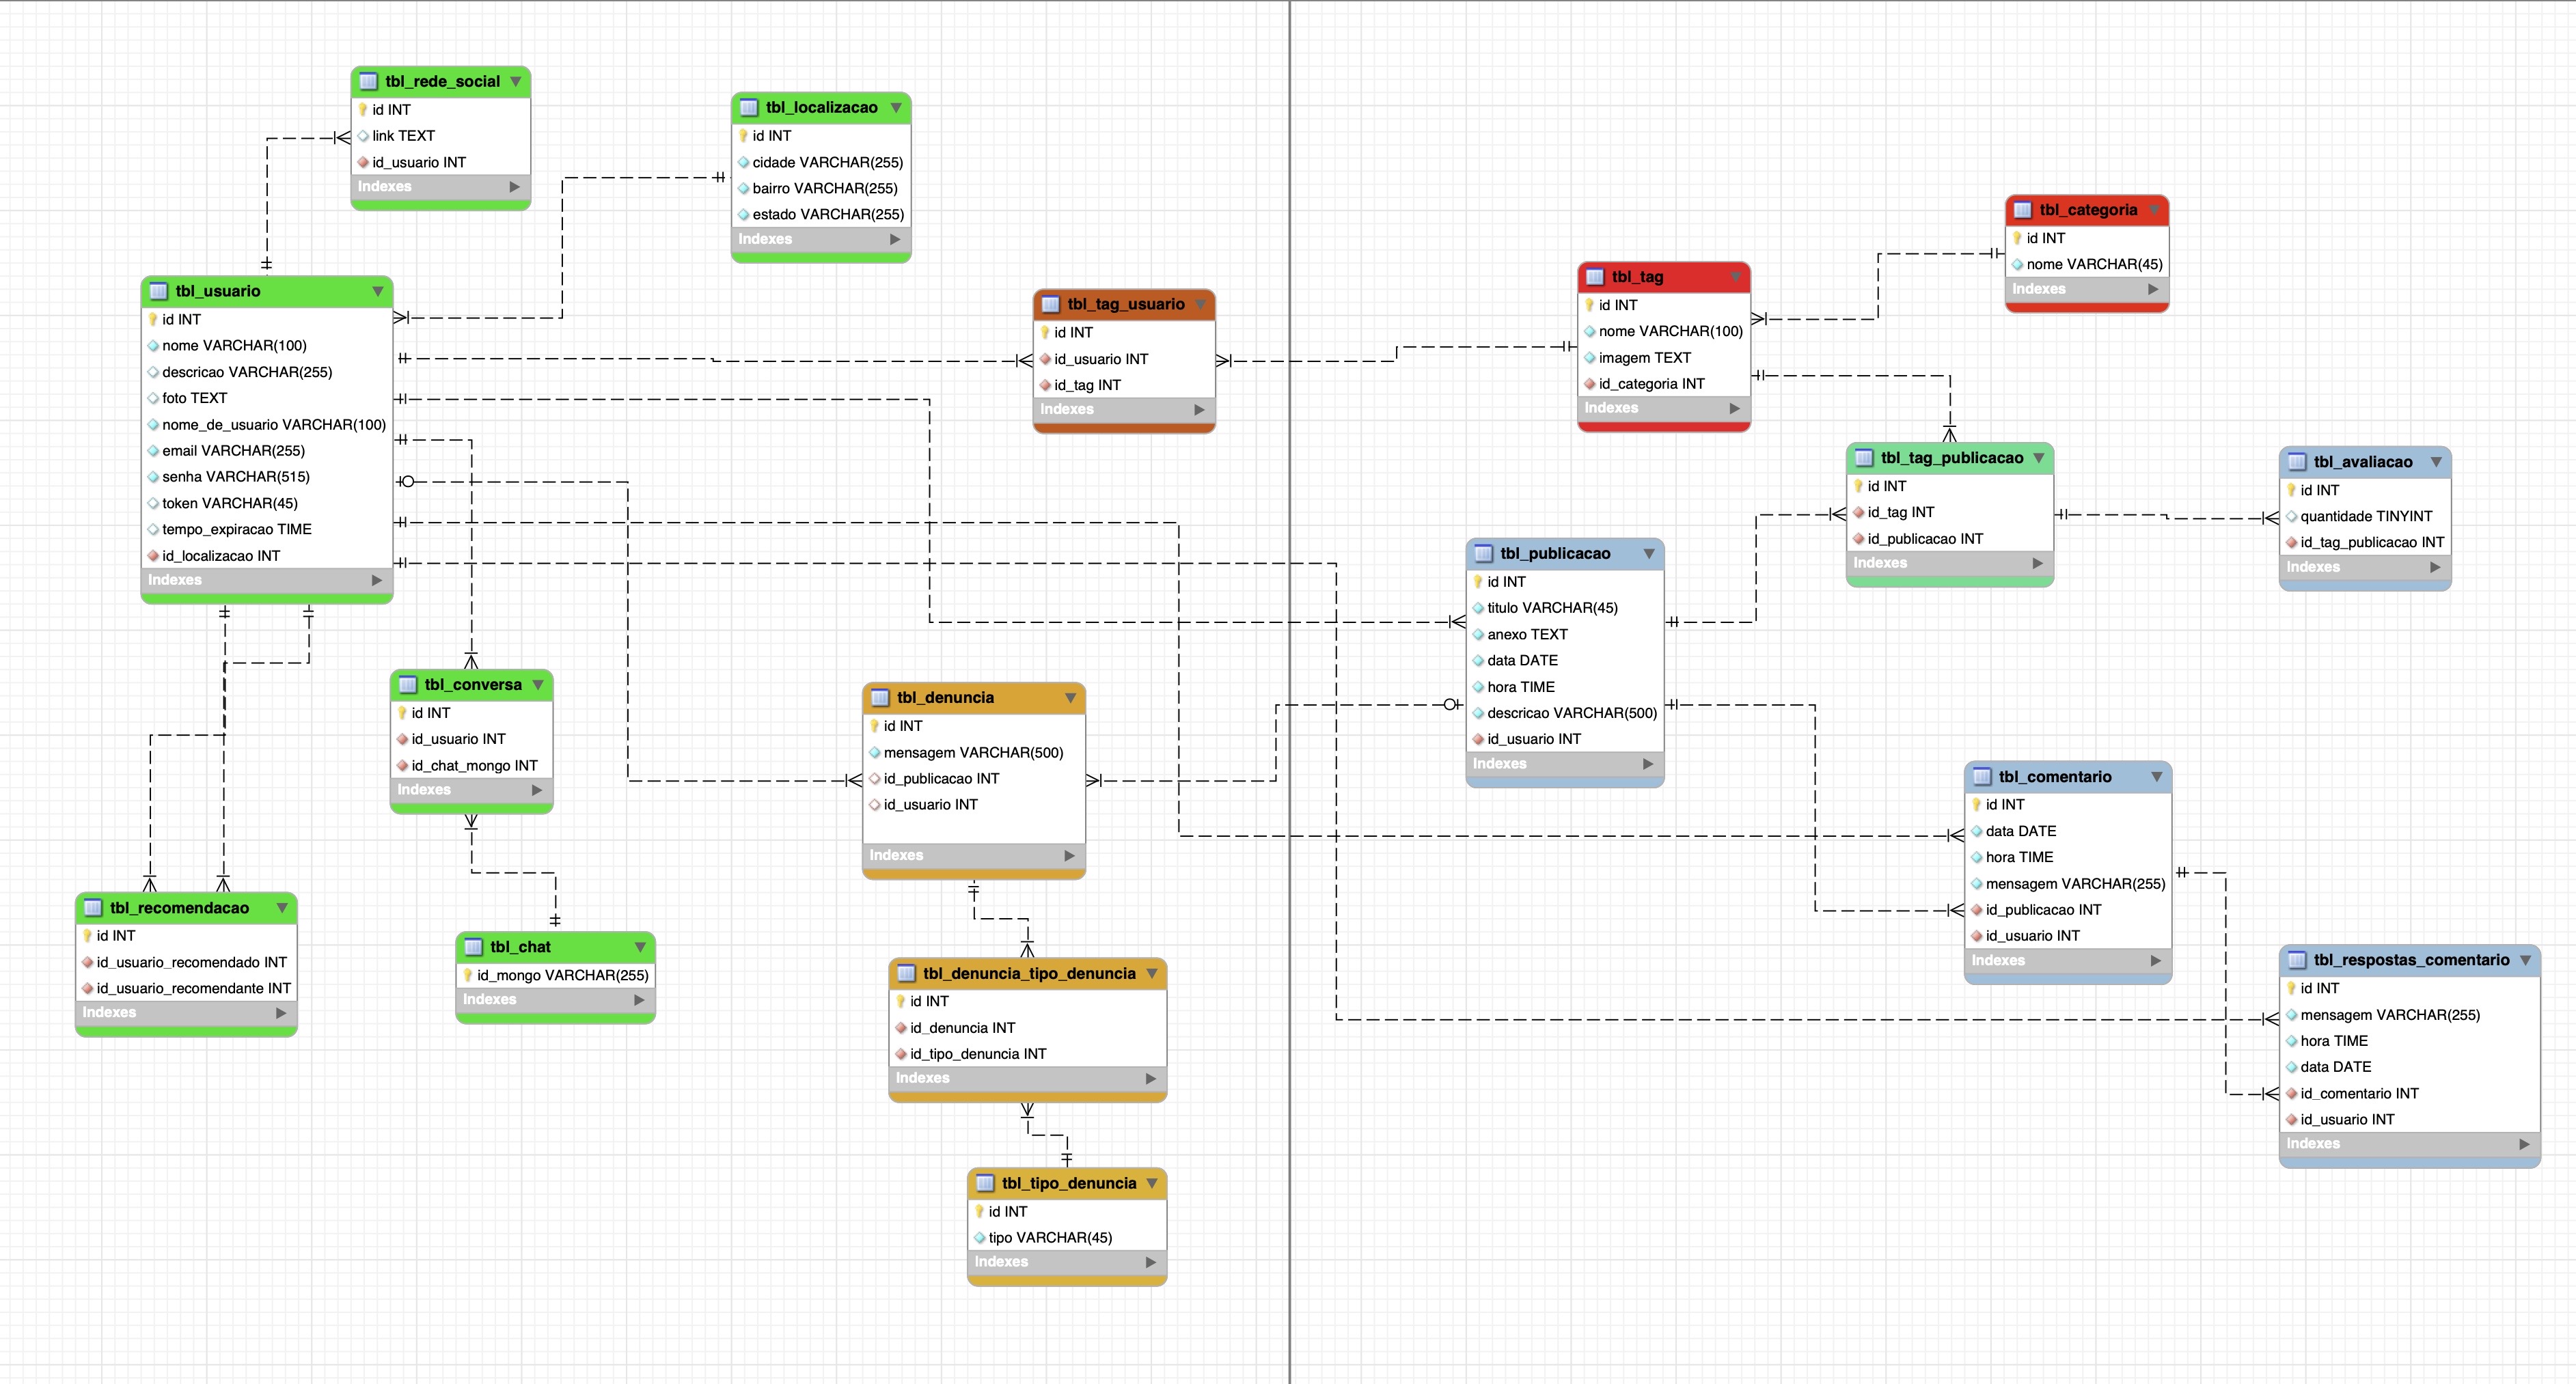 tbl_rede_social
id INT
link TEXT
id_usuario INT
Indexes
tbl_localizacao
id INT
cidade VARCHAR(255)
bairro VARCHAR(255)
estado VARCHAR(255)
Indexes
tbl_usuario
id INT
nome VARCHAR(100)
descricao VARCHAR(255)
foto TEXT
nome_de_usuario VARCHAR(100)
email VARCHAR(255)
senha VARCHAR(515)
token VARCHAR(45)
tempo_expiracao TIME
id_localizacao INT
Indexes
tbl_tag_usuario
id INT
id_usuario INT
id_tag INT
Indexes
tbl_tag
id INT
nome VARCHAR(100)
imagem TEXT
id_categoria INT
Indexes
tbl_categoria
id INT
nome VARCHAR(45)
Indexes
tbl_tag_publicacao
id INT
id_tag INT
id_publicacao INT
Indexes
tbl_avaliacao
id INT
quantidade TINYINT
id_tag_publicacao INT
Indexes
tbl_publicacao
id INT
titulo VARCHAR(45)
anexo TEXT
data DATE
hora TIME
descricao VARCHAR(500)
id_usuario INT
Indexes
tbl_conversa
id INT
id_usuario INT
id_chat_mongo INT
Indexes
tbl_denuncia
id INT
mensagem VARCHAR(500)
id_publicacao INT
id_usuario INT
Indexes
tbl_comentario
id INT
data DATE
hora TIME
mensagem VARCHAR(255)
id_publicacao INT
id_usuario INT
Indexes
tbl_recomendacao
id INT
id_usuario_recomendado INT
id_usuario_recomendante INT
Indexes
tbl_chat
id_mongo VARCHAR(255)
Indexes
tbl_denuncia_tipo_denuncia
id INT
id_denuncia INT
id_tipo_denuncia INT
Indexes
tbl_respostas_comentario
id INT
mensagem VARCHAR(255)
hora TIME
data DATE
id_comentario INT
id_usuario INT
Indexes
tbl_tipo_denuncia
id INT
tipo VARCHAR(45)
Indexes